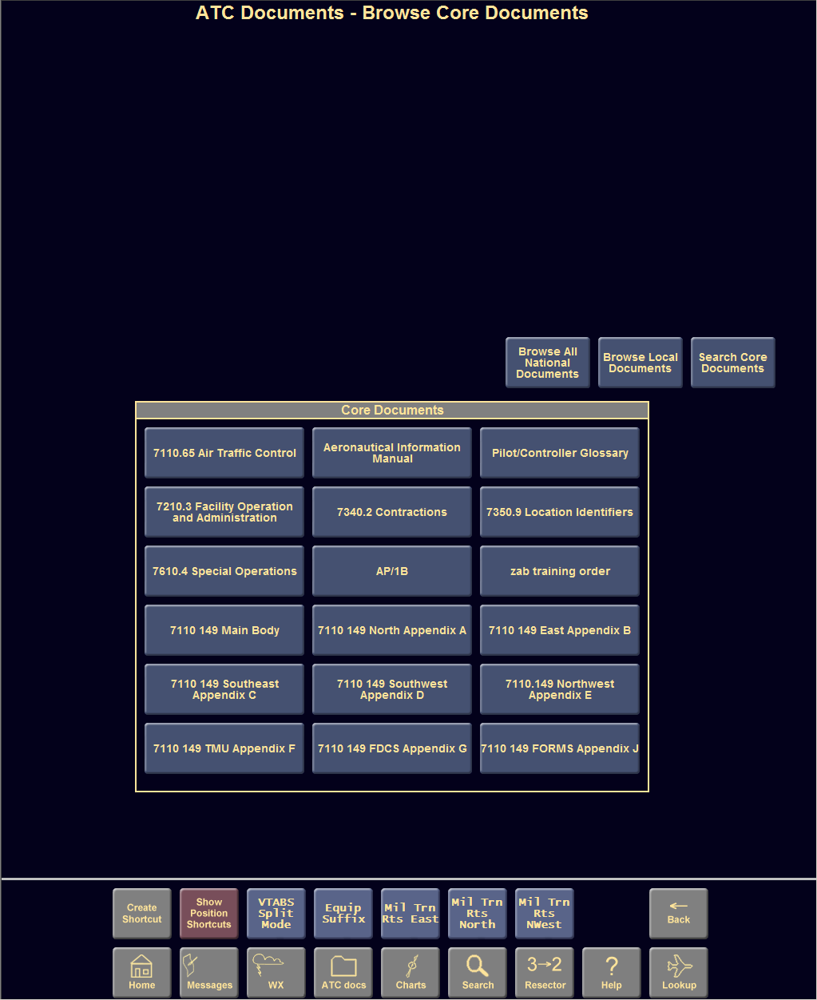 ATC Documents - Browse Core Documents
Browse All
National
Documents
Browse Local
Documents
Search Core
Documents
Core Documents
7110.65 Air Traffic Control
Aeronautical Information
Manual
Pilot/Controller Glossary
7210.3 Facility Operation
and Administration
7340.2 Contractions
7350.9 Location Identifiers
7610.4 Special Operations
AP/1B
zab training order
7110 149 Main Body
7110 149 North Appendix A
7110 149 East Appendix B
7110 149 Southeast
Appendix C
7110 149 Southwest
Appendix D
7110.149 Northwest
Appendix E
7110 149 TMU Appendix F
7110 149 FDCS Appendix G
7110 149 FORMS Appendix J
Create
Shortcut
Show
Position
Shortcuts
VTABS
Split
Mode
Equip
Suffix
Mil Trn
Rts East
Mil Trn
Rts
North
Mil Trn
Rts
NWest
←
Back
Home
Messages
WX
ATC docs
Charts
Search
3→2
Resector
?
Help
Lookup